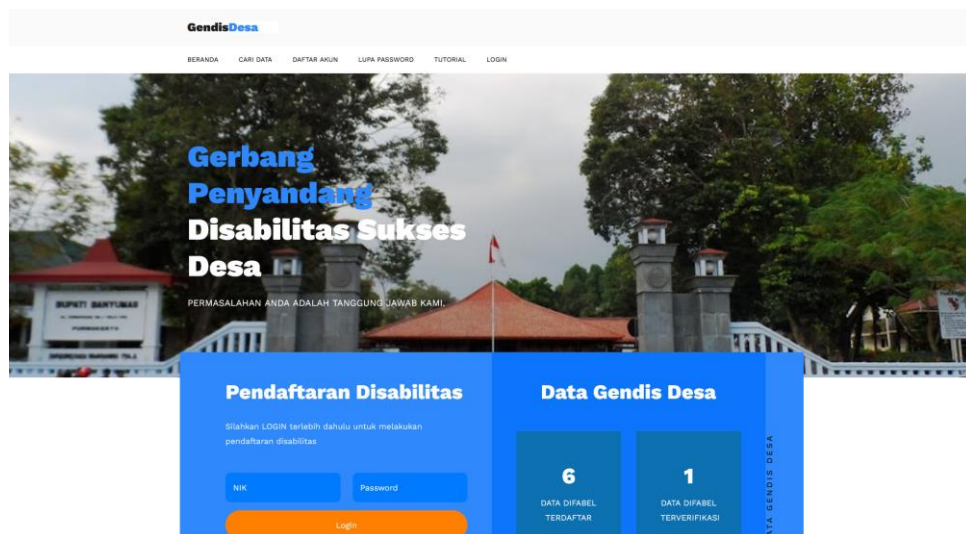 GendisDesa
BERANDA CARI DATA DAFTAR AKUN LUPA PASSWORD TUTORIAL LOGIN
Gerbang
Penyandang
Disabilitas Sukses
Desa
PERMASALAHAN ANDA ADALAH TANGGUNG JAWAB KAMI.
BUPATI BANYUMAS
PURWOKERTO
Pendaftaran Disabilitas
Silahkan LOGIN terlebih dahulu untuk melakukan
pendaftaran disabilitas
NIK
Password
Login
Data Gendis Desa
6
DATA DIFABEL
TERDAFTAR
1
DATA DIFABEL
TERVERIFIKASI
GENDIS DESA